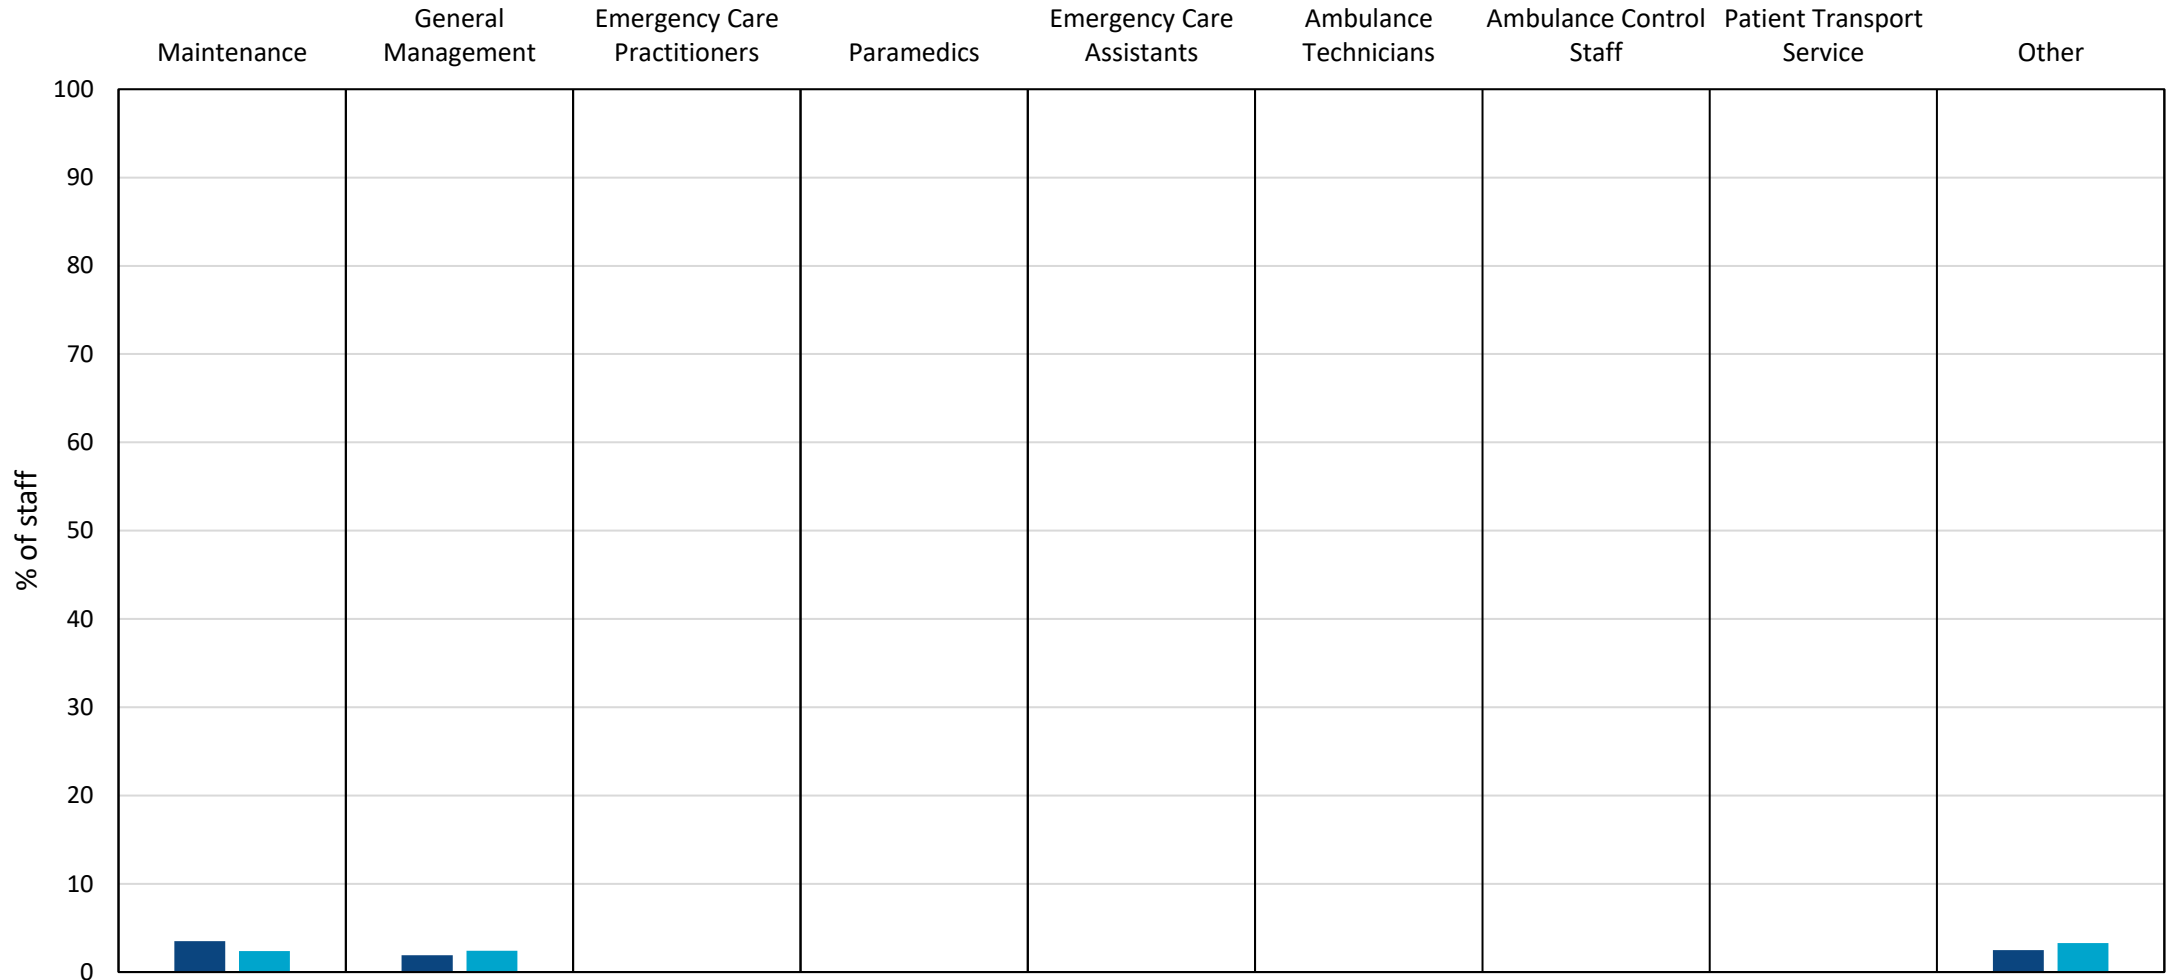 Maintenance
General
Management
Emergency Care
Practitioners
Paramedics
Emergency Care
Assistants
Ambulance
Technicians
Ambulance Control
Staff
Patient Transport
Service
Other
100
90
80
70
60
50
40
30
20
10
0
% of staff